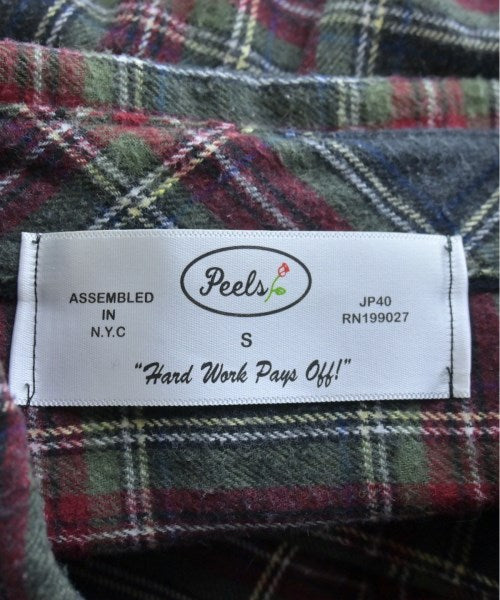 Peels
ASSEMBLED
IN
N.Y.C
JP40
RN199027
S
"Hard Work Pays Off!"